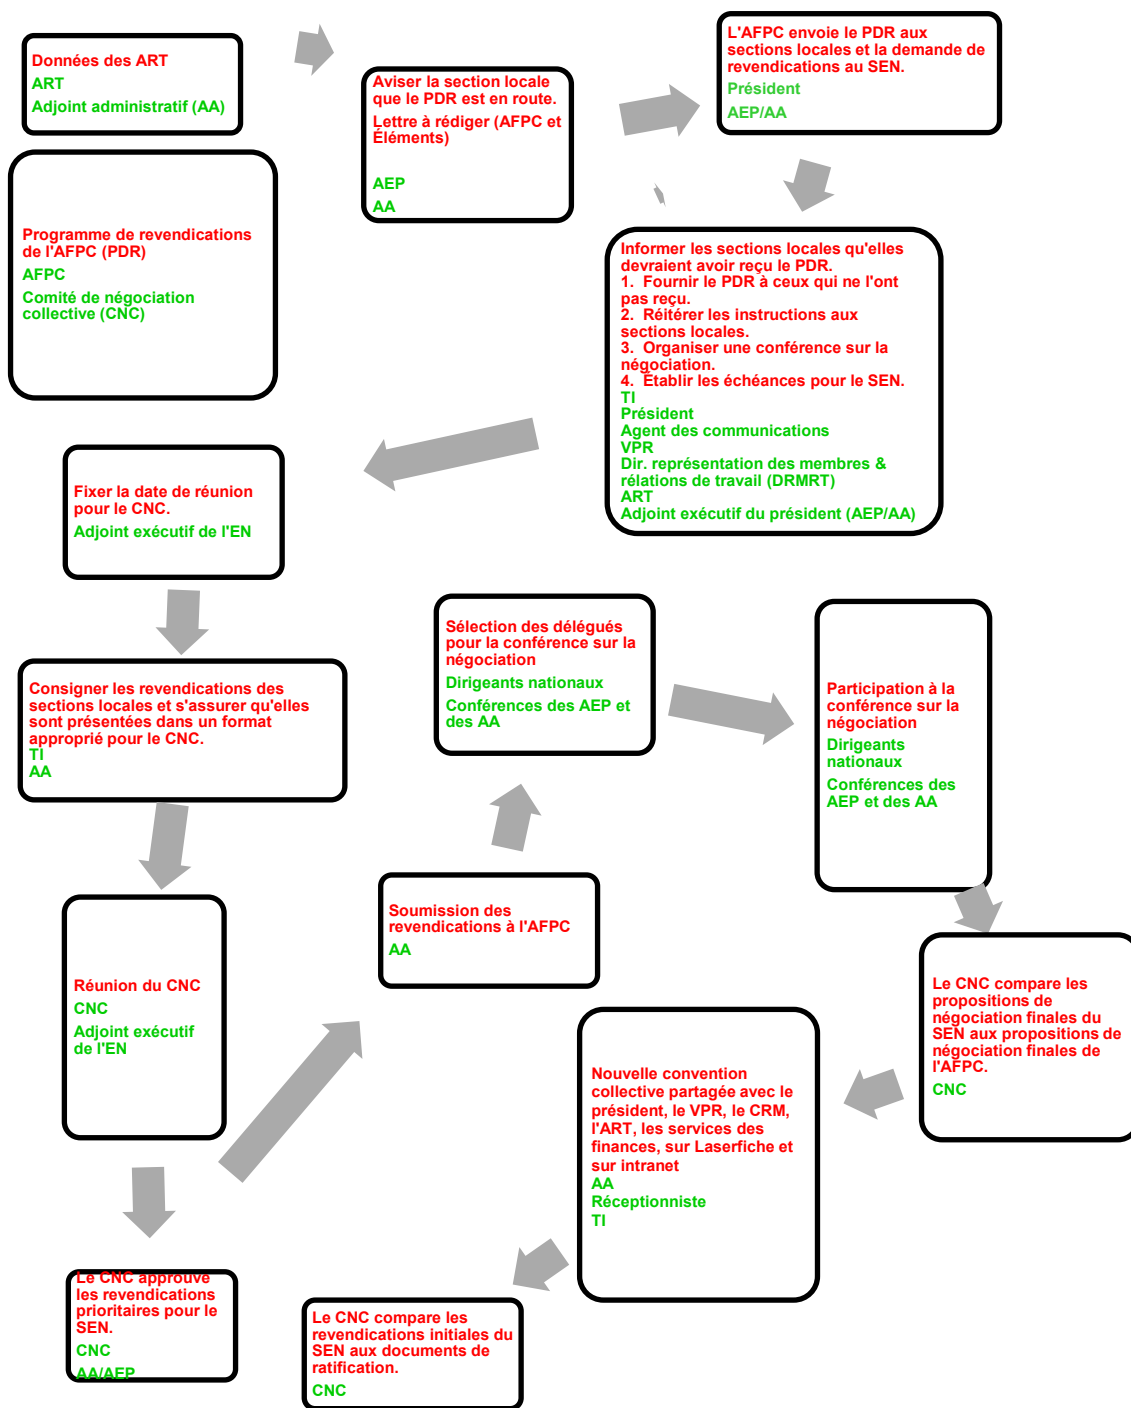 Données des ART
ART
Adjoint administratif (AA)
Programme de revendications
de l'AFPC (PDR)
AFPC
Comité de négociation
collective (CNC)
Aviser la section locale
que le PDR est en route.
Lettre à rédiger (AFPC et
Éléments)
AEP
AA
L'AFPC envoie le PDR aux
sections locales et la demande de
revendications au SEN.
Président
AEP/AA
Informer les sections locales qu'elles
devraient avoir reçu le PDR.
1. Fournir le PDR à ceux qui ne l'ont
pas reçu.
2. Réitérer les instructions aux
sections locales.
3. Organiser une conférence sur la
négociation.
4. Établir les échéances pour le SEN.
TI
Président
Agent des communications
VPR
Dir. représentation des membres &
rélations de travail (DRMRT)
ART
Adjoint exécutif du président (AEP/AA)
Fixer la date de réunion
pour le CNC.
Adjoint exécutif de l'EN
Consigner les revendications des
sections locales et s'assurer qu'elles
sont présentées dans un format
approprié pour le CNC.
TI
AA
Réunion du CNC
CNC
Adjoint exécutif
de l'EN
Le CNC approuve
les revendications
prioritaires pour le
SEN.
CNC
AA/AEP
Soumission des
revendications à l'AFPC
AA
Sélection des délégués
pour la conférence sur la
négociation
Dirigeants nationaux
Conférences des AEP et
des AA
Participation à la
conférence sur la
négociation
Dirigeants
nationaux
Conférences des
AEP et des AA
Le CNC compare les
propositions de
négociation finales du
SEN aux propositions de
négociation finales de
l'AFPC.
CNC
Nouvelle convention
collective partagée avec le
président, le VPR, le CRM,
l'ART, les services des
finances, sur Laserfiche et
sur intranet
AA
Réceptionniste
TI
Le CNC compare les
revendications initiales du
SEN aux documents de
ratification.
CNC